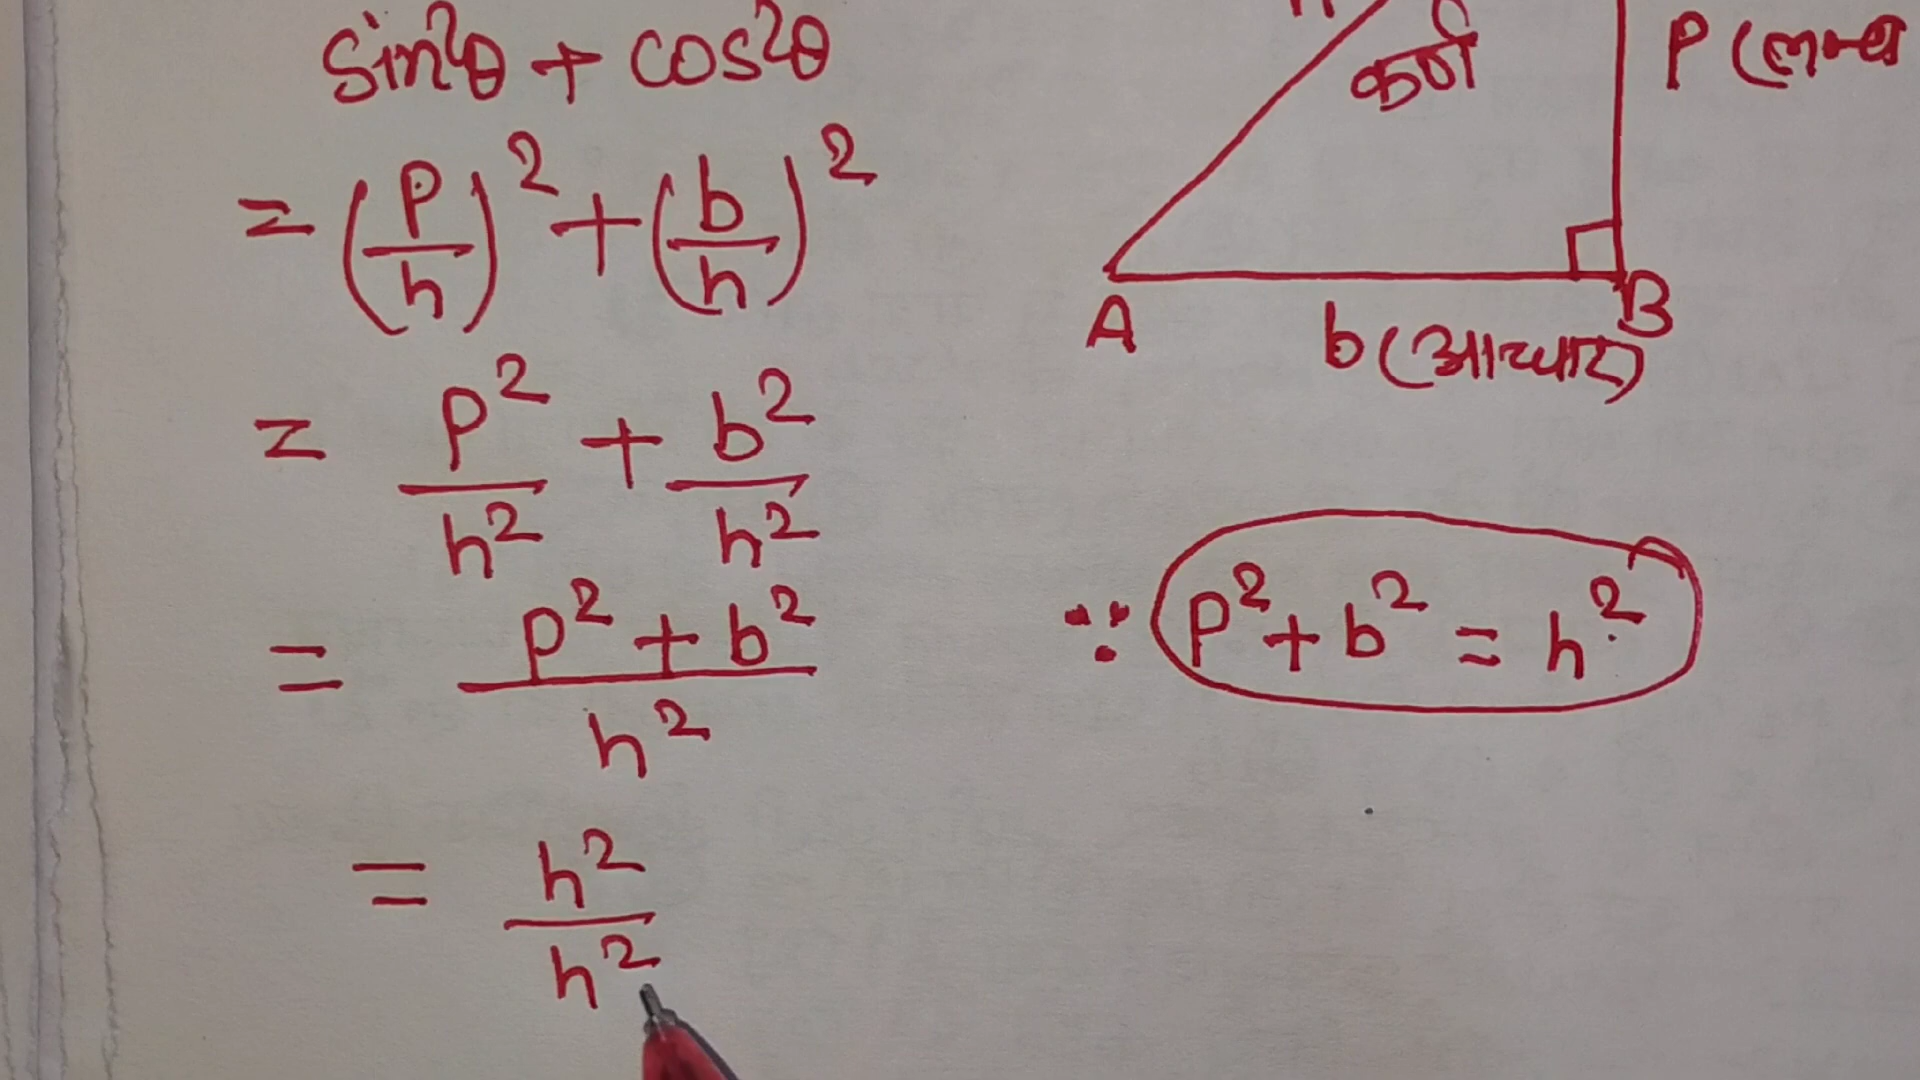 sin²θ + cos²θ
= (P/h)² + (b/h)²
= P²/h² + b²/h²
= P² + b²/h²
= h²/h²
कर्ण
P (लम्ब
A
B
b (आधार)
∵ P² + b² = h²